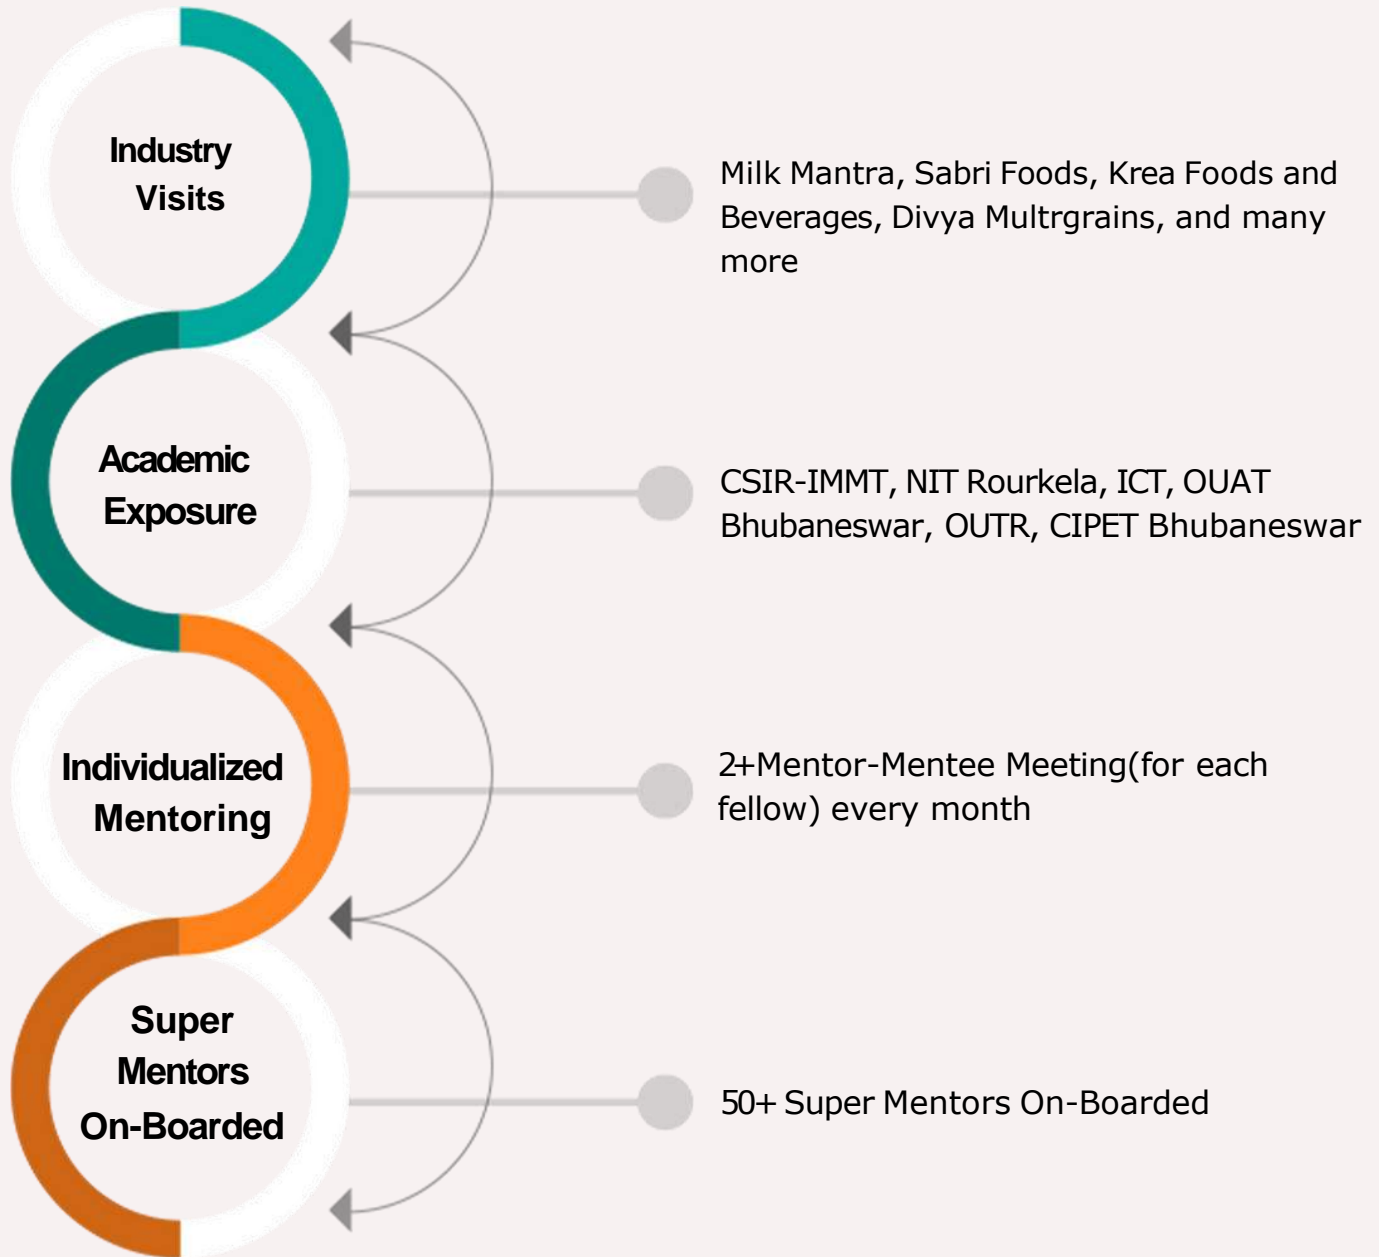 Industry
Visits
Milk Mantra, Sabri Foods, Krea Foods and
Beverages, Divya Multrgrains, and many
more
Academic
Exposure
CSIR-IMMT, NIT Rourkela, ICT, OUAT
Bhubaneswar, OUTR, CIPET Bhubaneswar
Individualized
Mentoring
2+Mentor-Mentee Meeting(for each
fellow) every month
Super
Mentors
On-Boarded
50+ Super Mentors On-Boarded